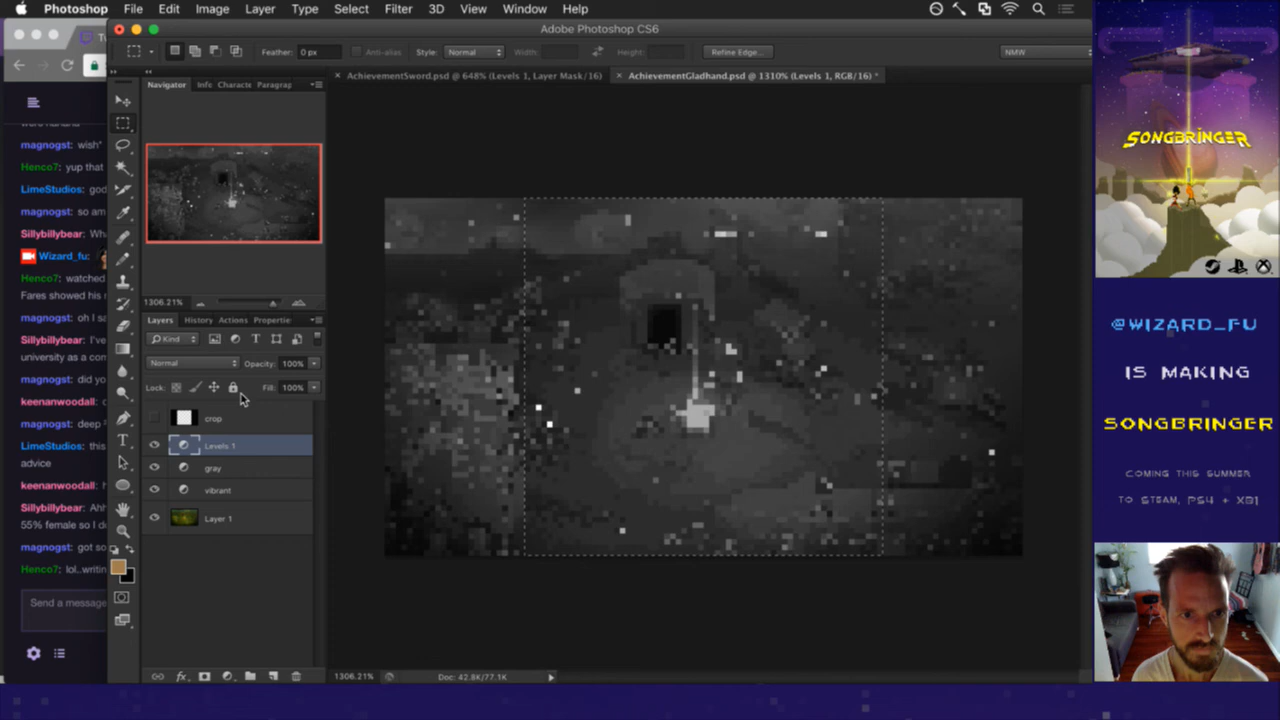 Photoshop File Edit Image Layer Type Select Filter 3D View Window Help
Adobe Photoshop CS6
Feather: 0 px Anti-alias Style: Normal Width: Height: Refine Edge... NMW
× AchievementSword.psd @ 648% (Levels 1, Layer Mask/16) × AchievementGladhand.psd @ 1310% (Levels 1, RGB/16) *
Navigator Info Characte Paragrap
1306.21%
Layers History Actions Propertie
Kind
Normal Opacity: 100%
Lock: Fill: 100%
crop
Levels 1
gray
vibrant
Layer 1
1306.21% Doc: 42.8K/77.1K
magnogst: wish*
Henco7: yup that
LimeStudios: god
magnogst: so am
Sillybillybear: Wha
Wizard_fu:
Henco7: watched
Fares showed his
magnogst: oh I sa
Sillybillybear: I've
university as a com
magnogst: did yo
keenanwoodall:
magnogst: deep
LimeStudios: this
advice
keenanwoodall: h
Sillybillybear: Ahh
55% female so I d
magnogst: got so
Henco7: lol..writin
Send a message
SONGBRINGER
@WIZARD_FU
IS MAKING
SONGBRINGER
COMING THIS SUMMER
TO STEAM, PS4 + XB1